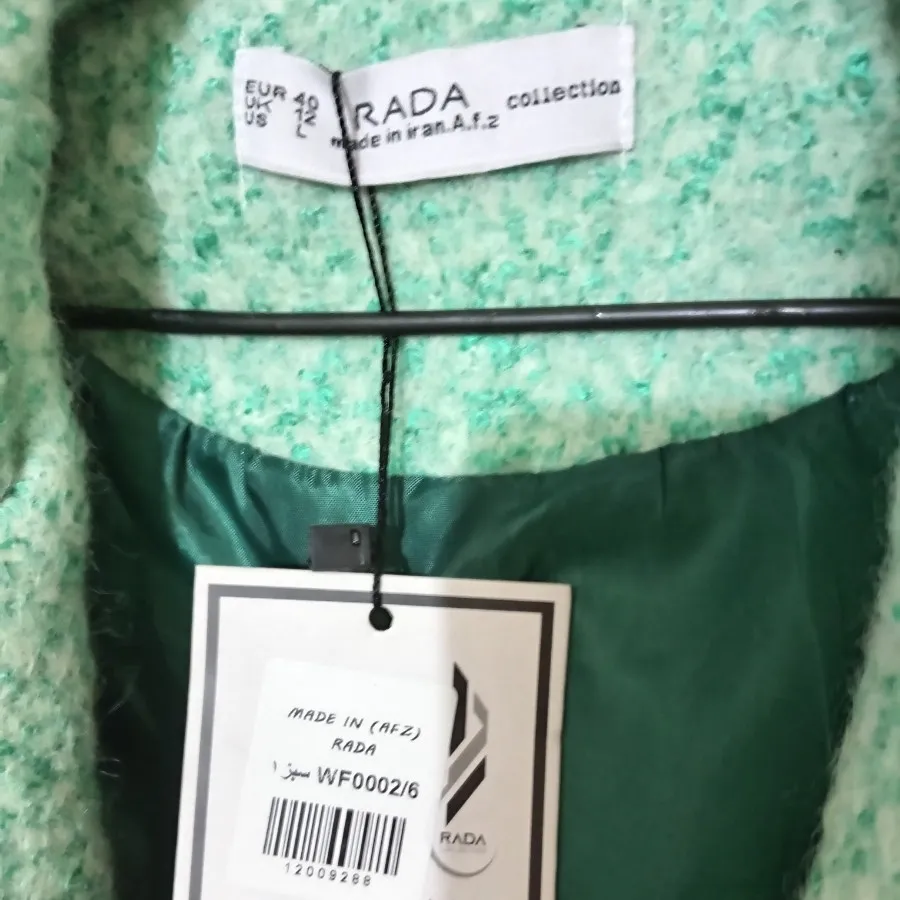 EUR 40
UK 12
US L
RADA collection
made in iran.A.f.z
MADE IN (AFZ)
RADA
سبز ۱ WF0002/6
12009288
RADA